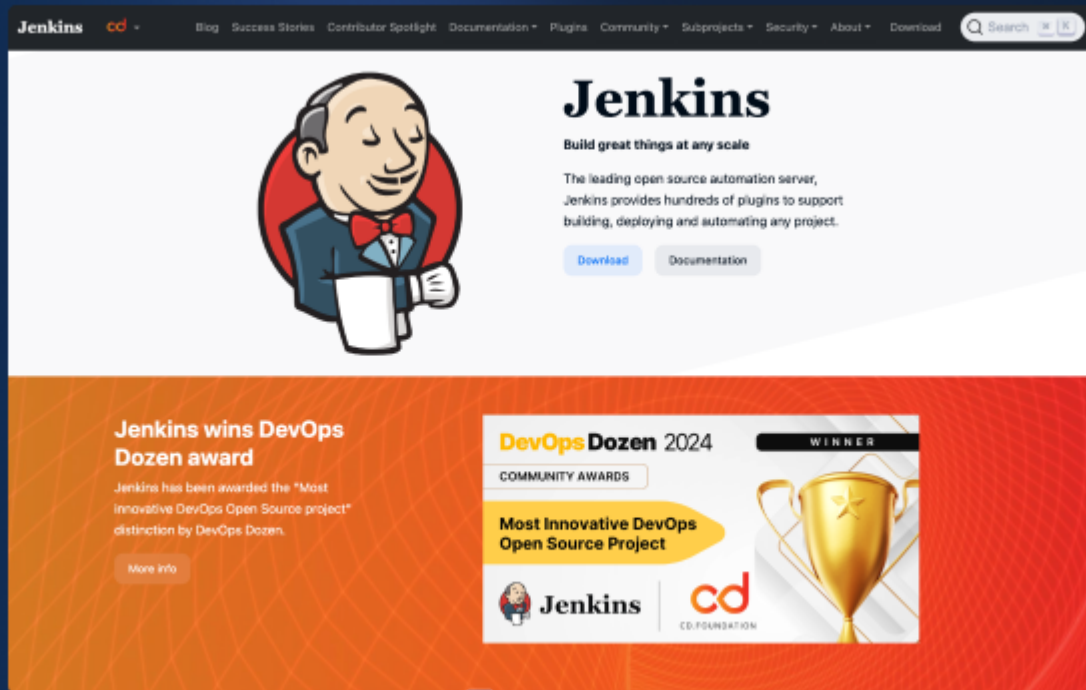 Jenkins
cd
Blog Success Stories Contributor Spotlight Documentation Plugins Community Subprojects Security About Download
Search ⌘ K
Jenkins
Build great things at any scale
The leading open source automation server,
Jenkins provides hundreds of plugins to support
building, deploying and automating any project.
Download Documentation
Jenkins wins DevOps
Dozen award
Jenkins has been awarded the "Most
innovative DevOps Open Source project"
distinction by DevOps Dozen.
More info
DevOps Dozen 2024
WINNER
COMMUNITY AWARDS
Most Innovative DevOps
Open Source Project
Jenkins
cd
CD.FOUNDATION